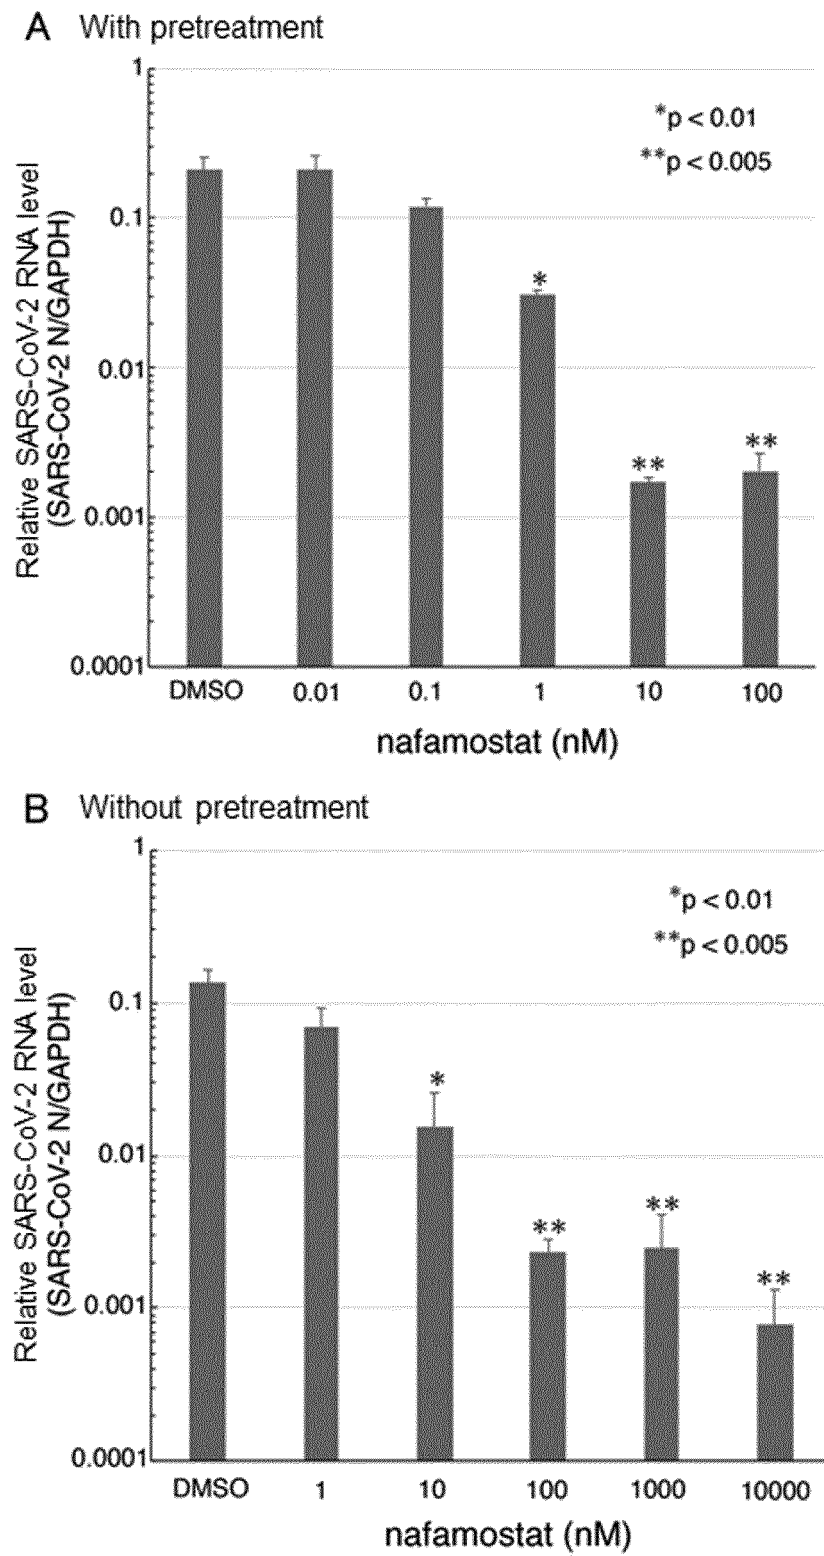 A With pretreatment
1
*p < 0.01
**p < 0.005
0.1
*
0.01
**
**
0.001
0.0001
Relative SARS-CoV-2 RNA level
(SARS-CoV-2 N/GAPDH)
DMSO 0.01 0.1 1 10 100
nafamostat (nM)
B Without pretreatment
1
*p < 0.01
**p < 0.005
0.1
*
0.01
**
**
**
0.001
0.0001
Relative SARS-CoV-2 RNA level
(SARS-CoV-2 N/GAPDH)
DMSO 1 10 100 1000 10000
nafamostat (nM)